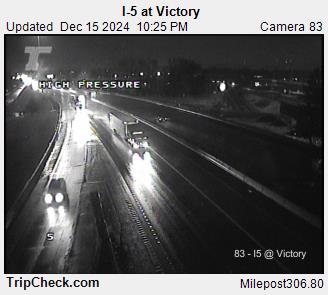 I-5 at Victory
Updated Dec 15 2024 10:25 PM Camera 83
HIGH PRESSURE
S
83 - I5 @ Victory
TripCheck.com Milepost306.80